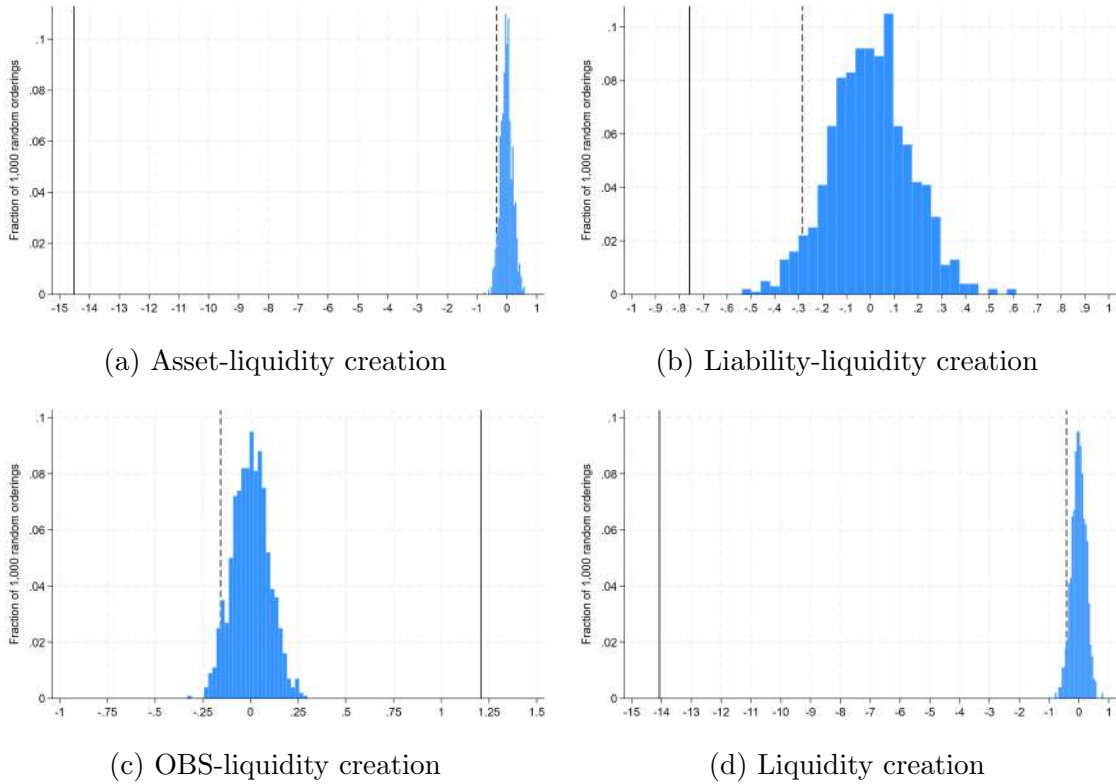 Fraction of 1,000 random orderings
.1
.08
.06
.04
.02
0
-15 -14 -13 -12 -11 -10 -9 -8 -7 -6 -5 -4 -3 -2 -1 0 1
(a) Asset-liquidity creation
Fraction of 1,000 random orderings
.1
.08
.06
.04
.02
0
-1 -.9 -.8 -.7 -.6 -.5 -.4 -.3 -.2 -.1 0 .1 .2 .3 .4 .5 .6 .7 .8 .9 1
(b) Liability-liquidity creation
Fraction of 1,000 random orderings
.1
.08
.06
.04
.02
0
-1 -.75 -.5 -.25 0 .25 .5 .75 1 1.25 1.5
(c) OBS-liquidity creation
Fraction of 1,000 random orderings
.1
.08
.06
.04
.02
0
-15 -14 -13 -12 -11 -10 -9 -8 -7 -6 -5 -4 -3 -2 -1 0 1
(d) Liquidity creation